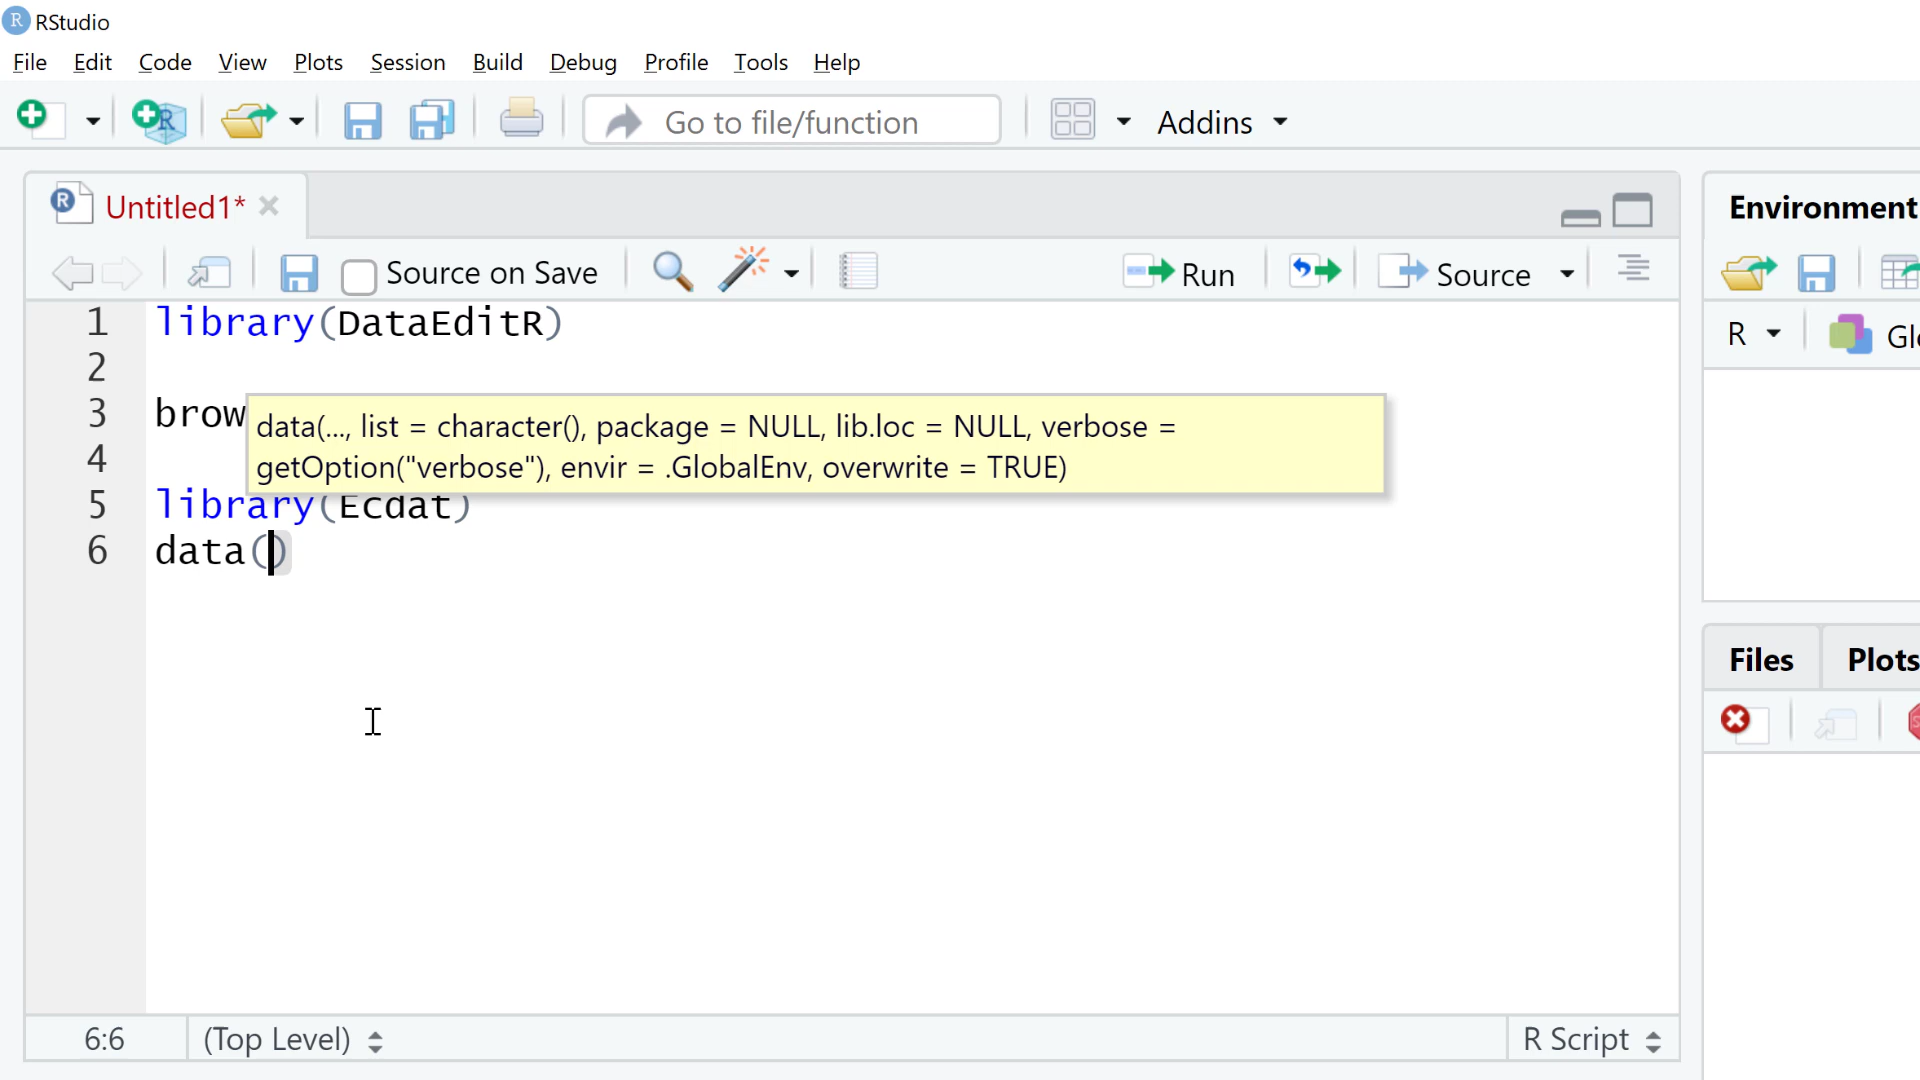 RStudio
File Edit Code View Plots Session Build Debug Profile Tools Help
Go to file/function Addins
Untitled1*
Source on Save Run Source
1 library(DataEditR)
2
3 brow
data(..., list = character(), package = NULL, lib.loc = NULL, verbose =
4
getOption("verbose"), envir = .GlobalEnv, overwrite = TRUE)
5 library(Ecdat)
6 data()
6:6 (Top Level) R Script
Environment
R
Files Plots